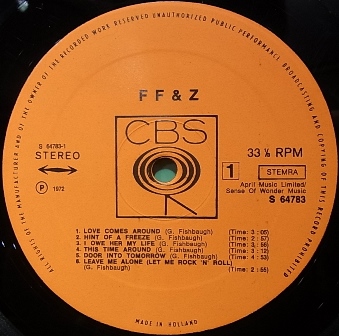 ALL RIGHTS OF THE MANUFACTURER AND OF THE OWNER OF THE RECORDED WORK RESERVED UNAUTHORIZED PUBLIC PERFORMANCE BROADCASTING AND COPYING OF THIS RECORD PROHIBITED
FF & Z
CBS
S 64783-1
STEREO
P 1972
33 ⅓ RPM
1 STEMRA
April Music Limited/
Sense Of Wonder Music
S 64783
1. LOVE COMES AROUND (G. Fishbaugh) (Time: 3:05)
2. HINT OF A FREEZE (G. Fishbaugh) (Time: 2:57)
3. I OWE HER MY LIFE (G. Fishbaugh) (Time: 3:56)
4. THIS TIME AROUND (G. Fishbaugh) (Time: 3:12)
5. DOOR INTO TOMORROW (G. Fishbaugh) (Time: 4:53)
6. LEAVE ME ALONE (LET ME ROCK 'N' ROLL)
(G. Fishbaugh) (Time: 2:55)
MADE IN HOLLAND